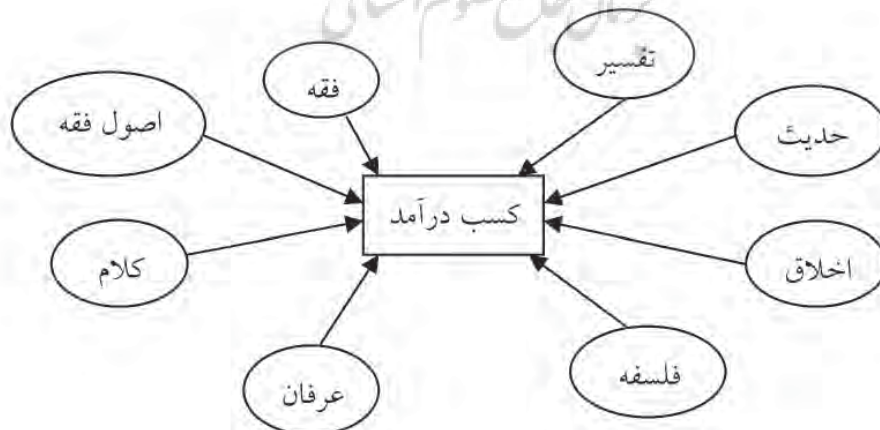 تفسیر
فقه
حدیث
اصول فقه
کسب درآمد
اخلاق
کلام
فلسفه
عرفان